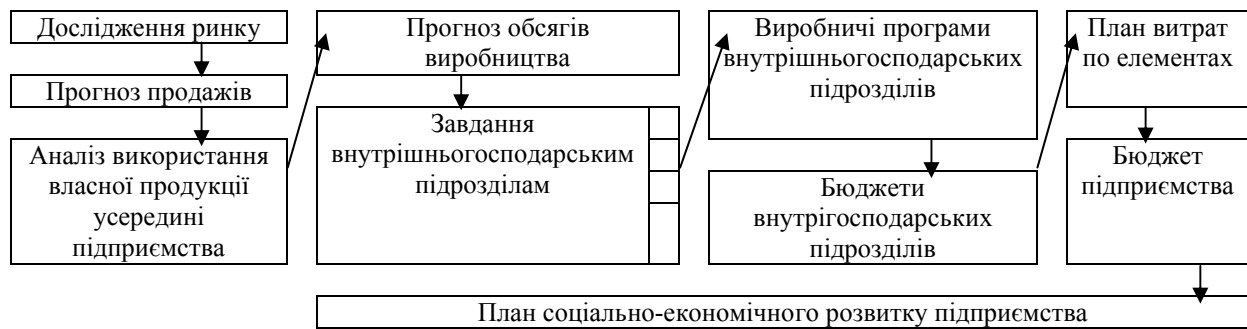 Дослідження ринку
Прогноз продажів
Аналіз використання
власної продукції
усередині
підприємства
Прогноз обсягів
виробництва
Завдання
внутрішньогосподарським
підрозділам
Виробничі програми
внутрішньогосподарських
підрозділів
Бюджети
внутрігосподарських
підрозділів
План витрат
по елементах
Бюджет
підприємства
План соціально-економічного розвитку підприємства